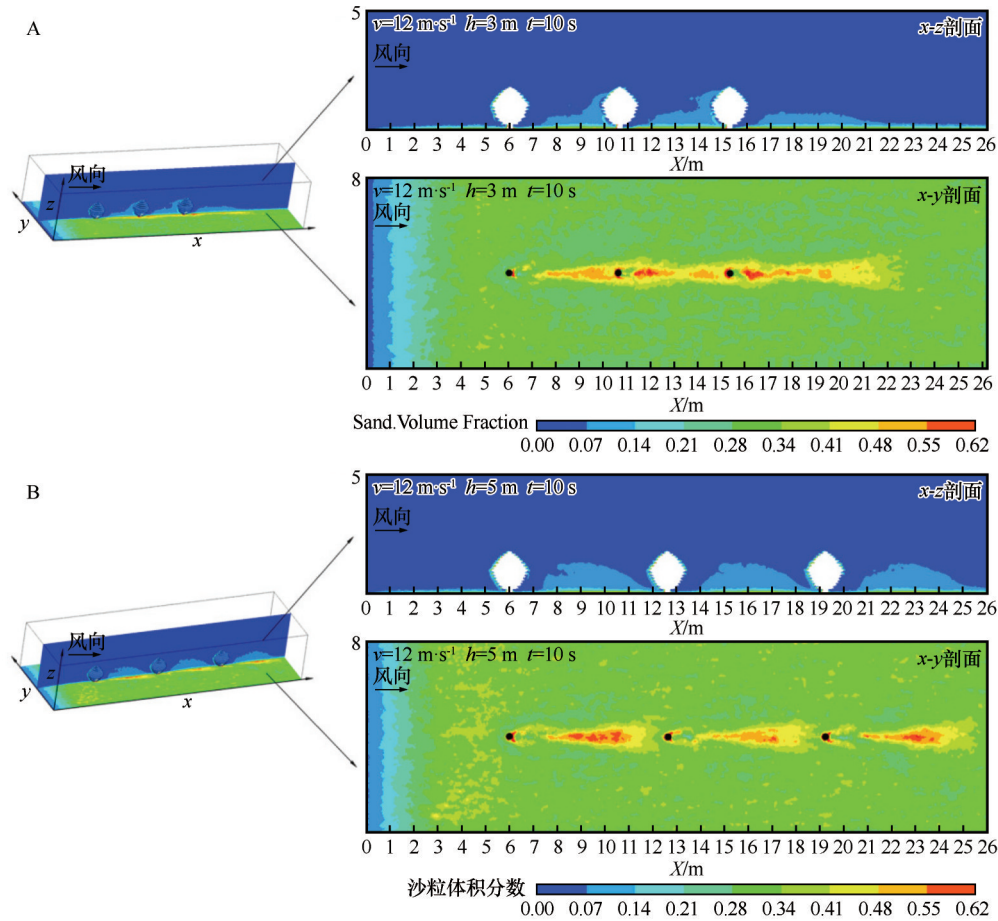 A
5
v=12 m·s⁻¹ h=3 m t=10 s
x-z剖面
风向
0 1 2 3 4 5 6 7 8 9 10 11 12 13 14 15 16 17 18 19 20 21 22 23 24 25 26
X/m
风向
z
y
x
8
v=12 m·s⁻¹ h=3 m t=10 s
x-y剖面
风向
0 1 2 3 4 5 6 7 8 9 10 11 12 13 14 15 16 17 18 19 20 21 22 23 24 25 26
X/m
Sand.Volume Fraction
0.00 0.07 0.14 0.21 0.28 0.34 0.41 0.48 0.55 0.62
B
5
v=12 m·s⁻¹ h=5 m t=10 s
x-z剖面
风向
0 1 2 3 4 5 6 7 8 9 10 11 12 13 14 15 16 17 18 19 20 21 22 23 24 25 26
X/m
风向
z
y
x
8
v=12 m·s⁻¹ h=5 m t=10 s
x-y剖面
风向
0 1 2 3 4 5 6 7 8 9 10 11 12 13 14 15 16 17 18 19 20 21 22 23 24 25 26
X/m
沙粒体积分数
0.00 0.07 0.14 0.21 0.28 0.34 0.41 0.48 0.55 0.62